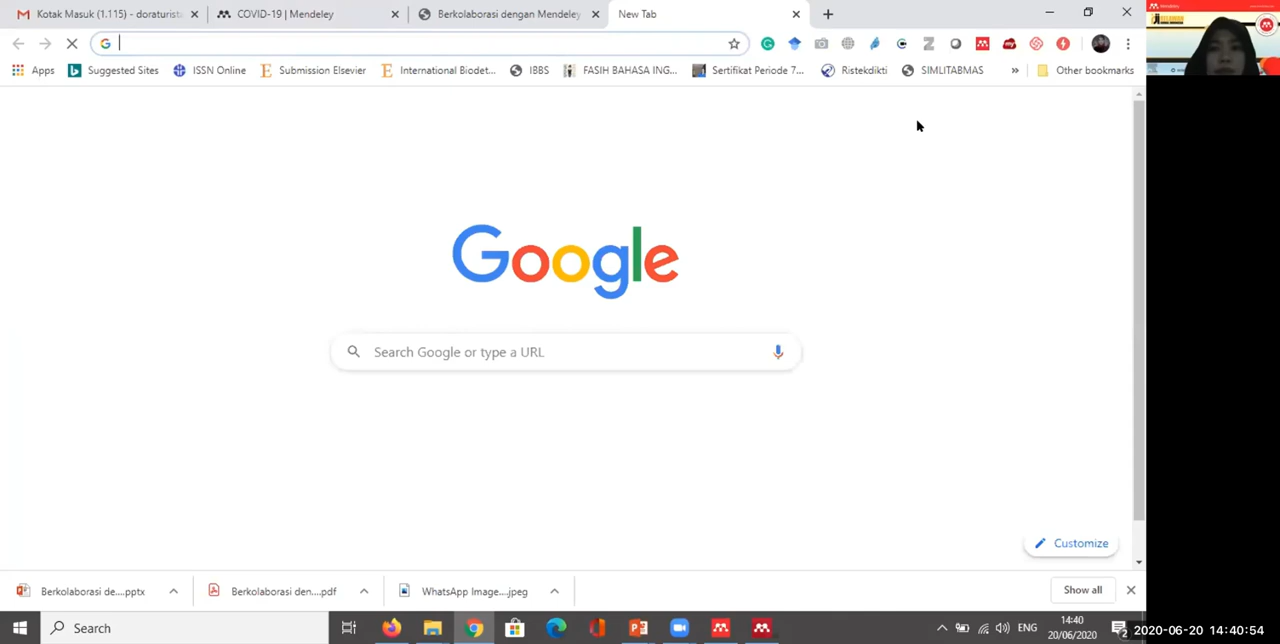 Kotak Masuk (1.115) - doraturista
COVID-19 | Mendeley
Berkolaborasi dengan Mendeley
New Tab
Apps
Suggested Sites
ISSN Online
Submission Elsevier
International Biodet...
IBBS
FASIH BAHASA ING...
Sertifikat Periode 7...
Ristekdikti
SIMLITABMAS
»
Other bookmarks
Google
Search Google or type a URL
Customize
Berkolaborasi de....pptx
Berkolaborasi den....pdf
WhatsApp Image....jpeg
Show all
Search
ENG
14:40
20/06/2020
2
2020-06-20 14:40:54